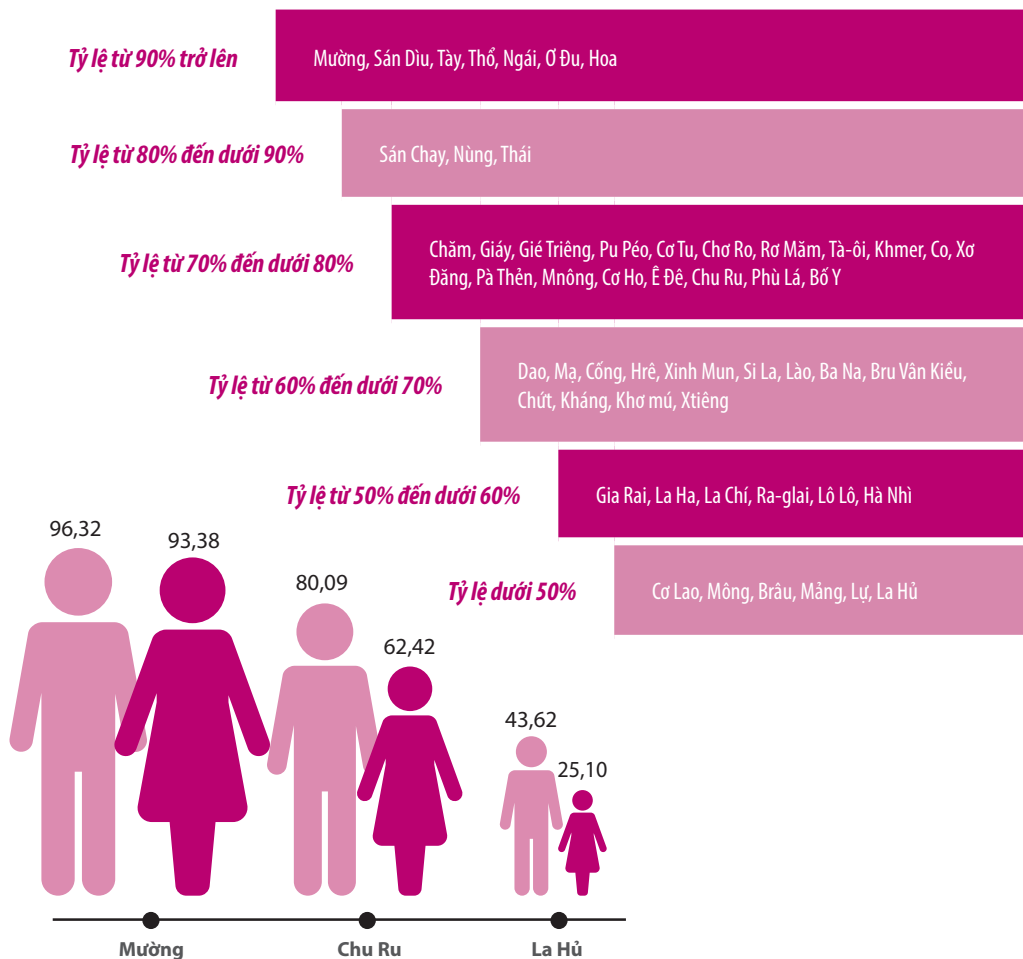 Tỷ lệ từ 90% trở lên
Mường, Sán Dìu, Tày, Thổ, Ngái, Ơ Đu, Hoa
Tỷ lệ từ 80% đến dưới 90%
Sán Chay, Nùng, Thái
Tỷ lệ từ 70% đến dưới 80%
Chăm, Giáy, Gié Triêng, Pu Péo, Cơ Tu, Chơ Ro, Rơ Măm, Tà-ôi, Khmer, Co, Xơ
Đăng, Pà Thẻn, Mnông, Cơ Ho, Ê Đê, Chu Ru, Phù Lá, Bố Y
Tỷ lệ từ 60% đến dưới 70%
Dao, Mạ, Cống, Hrê, Xinh Mun, Si La, Lào, Ba Na, Bru Vân Kiều,
Chứt, Kháng, Khơ mú, Xtiêng
Tỷ lệ từ 50% đến dưới 60%
Gia Rai, La Ha, La Chí, Ra-glai, Lô Lô, Hà Nhì
Tỷ lệ dưới 50%
Cơ Lao, Mông, Brâu, Mảng, Lự, La Hủ
96,32
93,38
80,09
62,42
43,62
25,10
Mường
Chu Ru
La Hủ